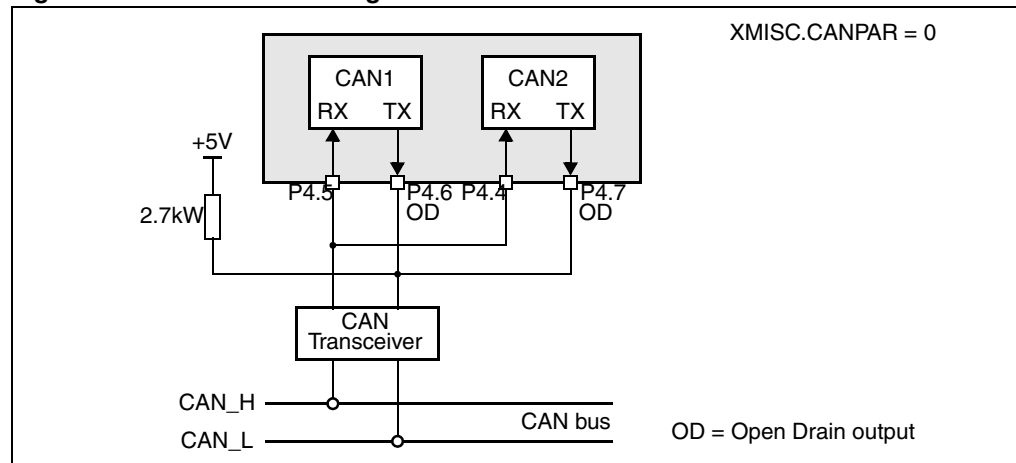 XMISC.CANPAR = 0
CAN1
CAN2
RX TX
RX TX
+5V
P4.5
P4.6
P4.4
P4.7
OD
OD
2.7kW
CAN
Transceiver
CAN_H
CAN bus
CAN_L
OD = Open Drain output